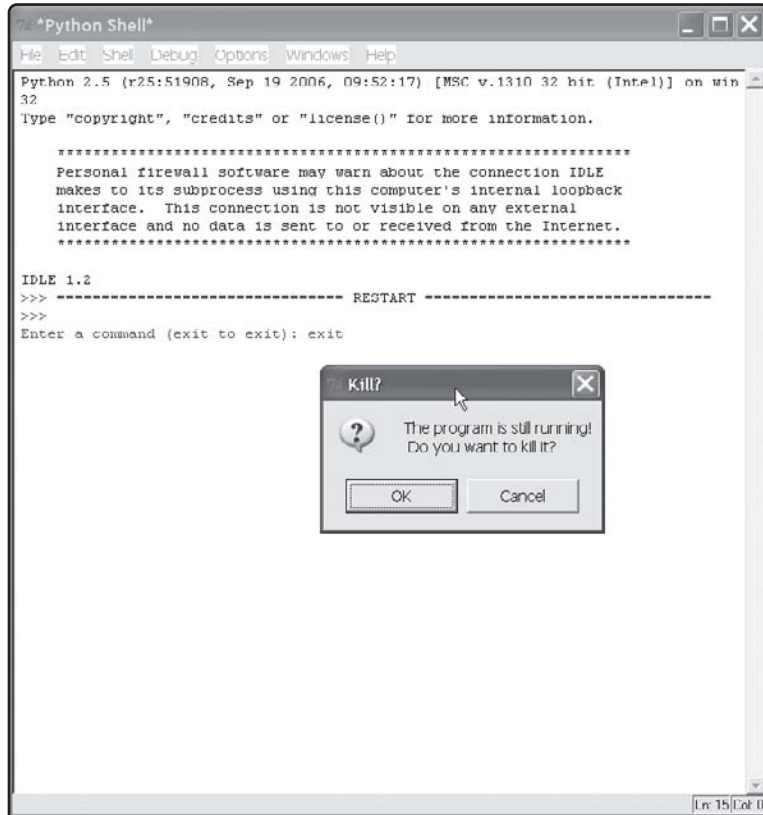 *Python Shell*
File Edit Shell Debug Options Windows Help
Python 2.5 (r25:51908, Sep 19 2006, 09:52:17) [MSC v.1310 32 bit (Intel)] on win
32
Type "copyright", "credits" or "license()" for more information.
****************************************************************
Personal firewall software may warn about the connection IDLE
makes to its subprocess using this computer's internal loopback
interface. This connection is not visible on any external
interface and no data is sent to or received from the Internet.
****************************************************************
IDLE 1.2
>>> ================================ RESTART ================================
>>>
Enter a command (exit to exit): exit
Kill?
The program is still running!
Do you want to kill it?
OK Cancel
Ln: 15 Col: 0